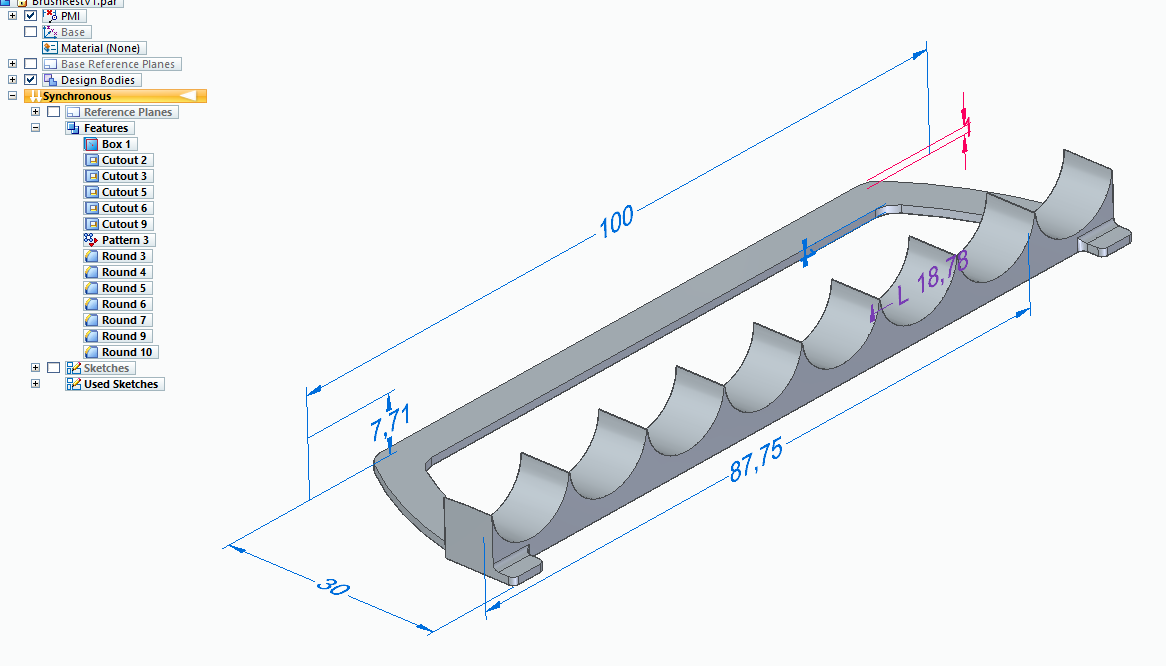 BrushRestV1.par
PMI
Base
Material (None)
Base Reference Planes
Design Bodies
Synchronous
Reference Planes
Features
Box 1
Cutout 2
Cutout 3
Cutout 5
Cutout 6
Cutout 9
Pattern 3
Round 3
Round 4
Round 5
Round 6
Round 7
Round 9
Round 10
Sketches
Used Sketches
100
L 18,78
7,71
87,75
30